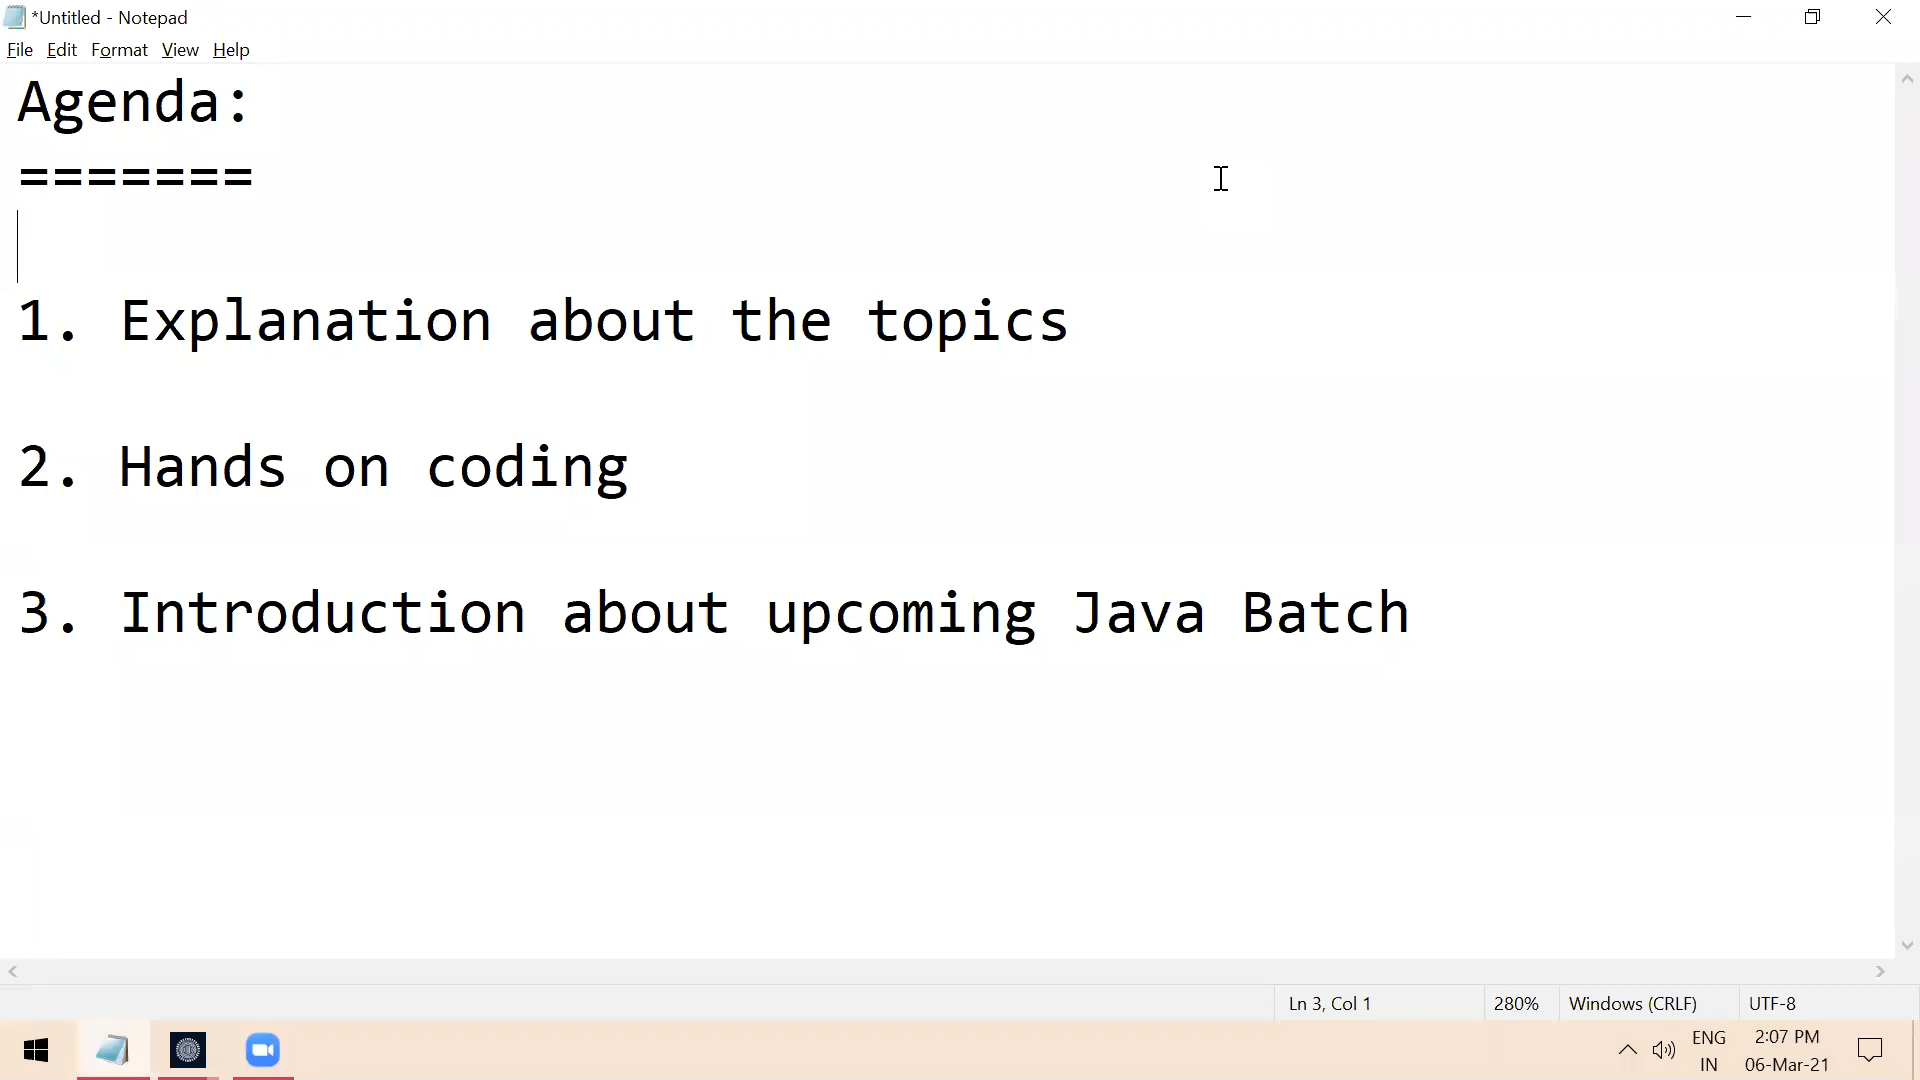 *Untitled - Notepad
File Edit Format View Help
Agenda:
=======
1. Explanation about the topics
2. Hands on coding
3. Introduction about upcoming Java Batch
Ln 3, Col 1 280% Windows (CRLF) UTF-8
ENG 2:07 PM
IN 06-Mar-21